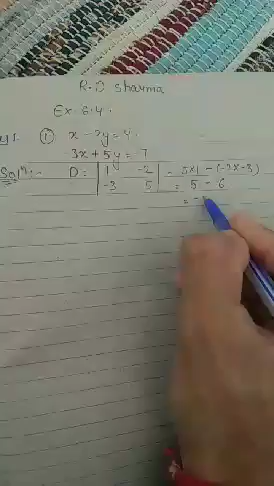 R.D sharma
Ex. 6.4.
Q1. ① x - 2y = 4.
3x + 5y = 7
Solⁿ:- D = | 1 -2 | = 5×1 - (-2×-3)
| -3 5 | = 5 - 6
= -